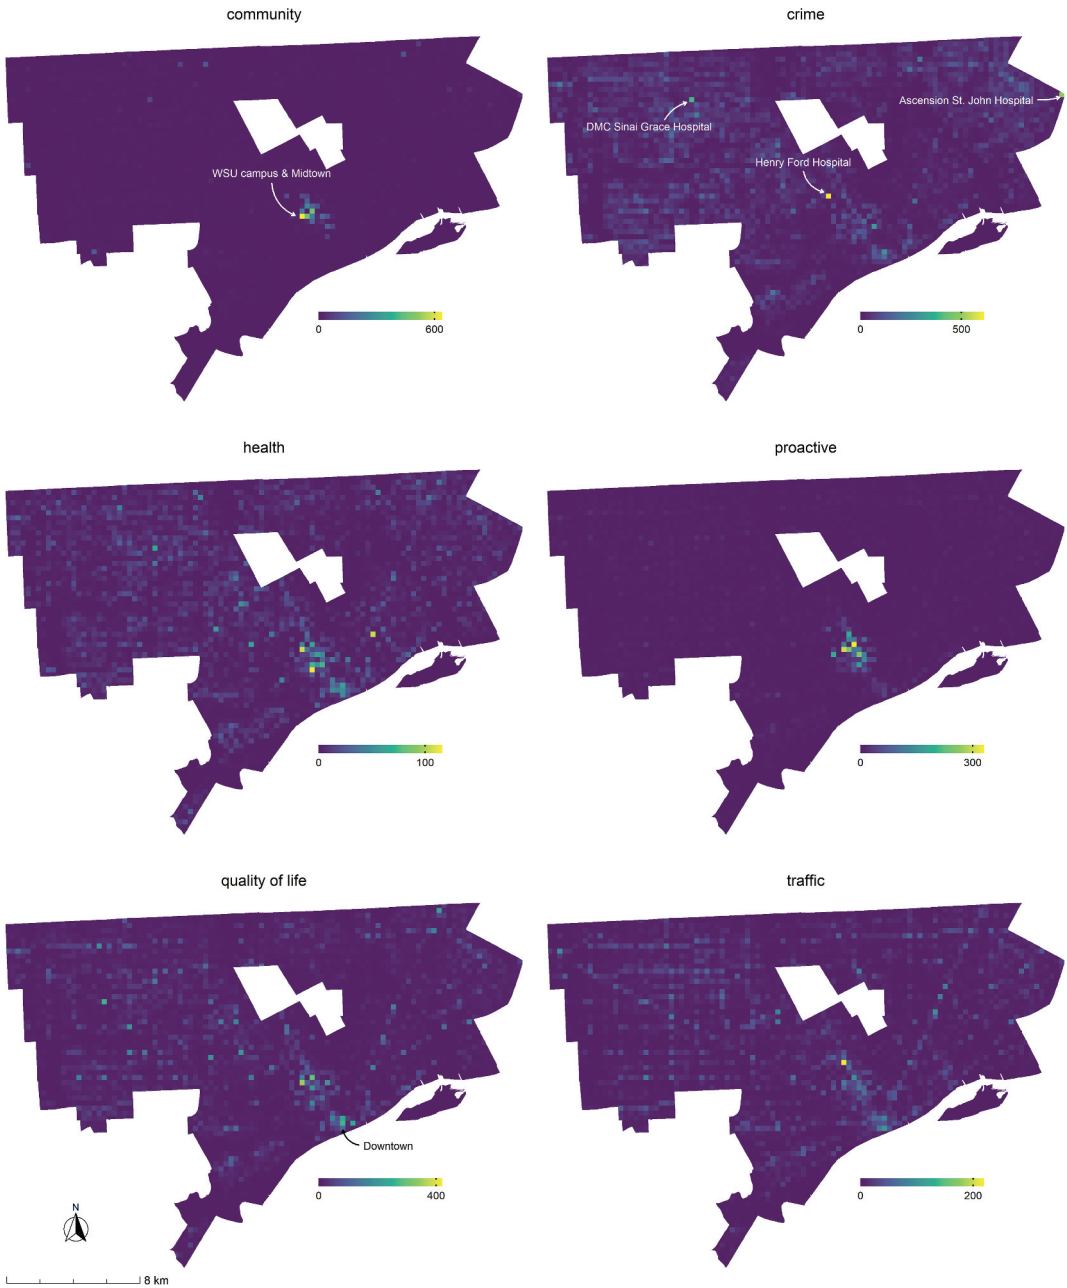 community
crime
Ascension St. John Hospital
DMC Sinai Grace Hospital
WSU campus & Midtown
Henry Ford Hospital
0 600
0 500
health
proactive
0 100
0 300
quality of life
traffic
Downtown
0 400
0 200
N
8 km